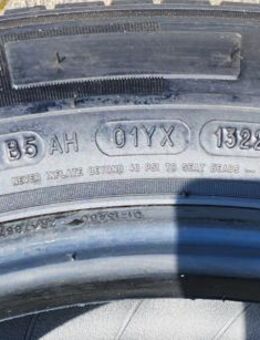 B5 AH 01YX 1322
NEVER INFLATE BEYOND 40 PSI TO SEAT BEADS